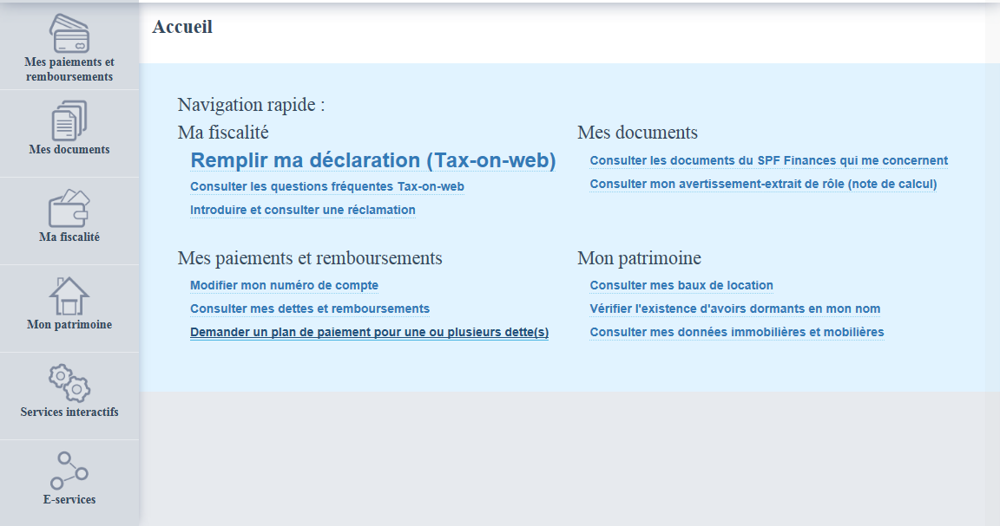 Mes paiements et
remboursements
Mes documents
Ma fiscalité
Mon patrimoine
Services interactifs
E-services
Accueil
Navigation rapide :
Ma fiscalité
Remplir ma déclaration (Tax-on-web)
Consulter les questions fréquentes Tax-on-web
Introduire et consulter une réclamation
Mes documents
Consulter les documents du SPF Finances qui me concernent
Consulter mon avertissement-extrait de rôle (note de calcul)
Mes paiements et remboursements
Modifier mon numéro de compte
Consulter mes dettes et remboursements
Demander un plan de paiement pour une ou plusieurs dette(s)
Mon patrimoine
Consulter mes baux de location
Vérifier l'existence d'avoirs dormants en mon nom
Consulter mes données immobilières et mobilières